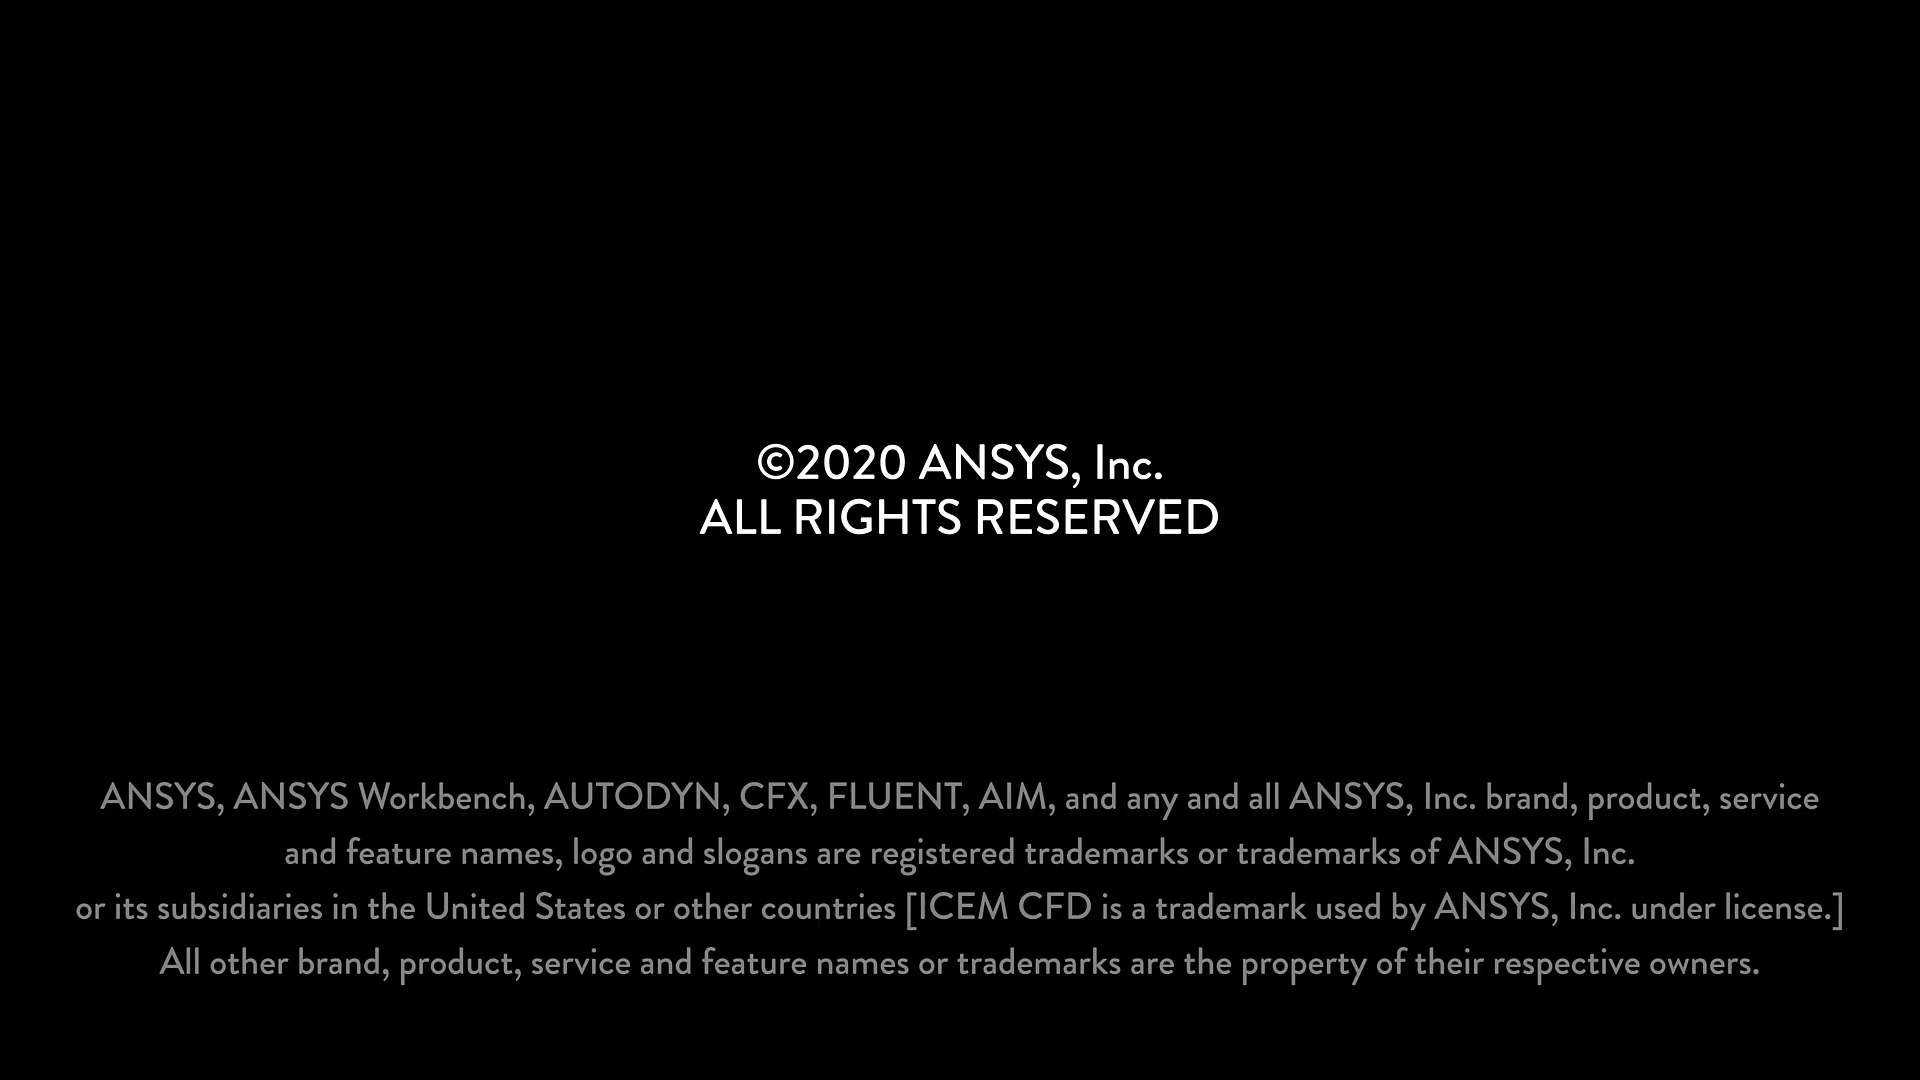 ©2020 ANSYS, Inc.
ALL RIGHTS RESERVED
ANSYS, ANSYS Workbench, AUTODYN, CFX, FLUENT, AIM, and any and all ANSYS, Inc. brand, product, service
and feature names, logo and slogans are registered trademarks or trademarks of ANSYS, Inc.
or its subsidiaries in the United States or other countries [ICEM CFD is a trademark used by ANSYS, Inc. under license.]
All other brand, product, service and feature names or trademarks are the property of their respective owners.